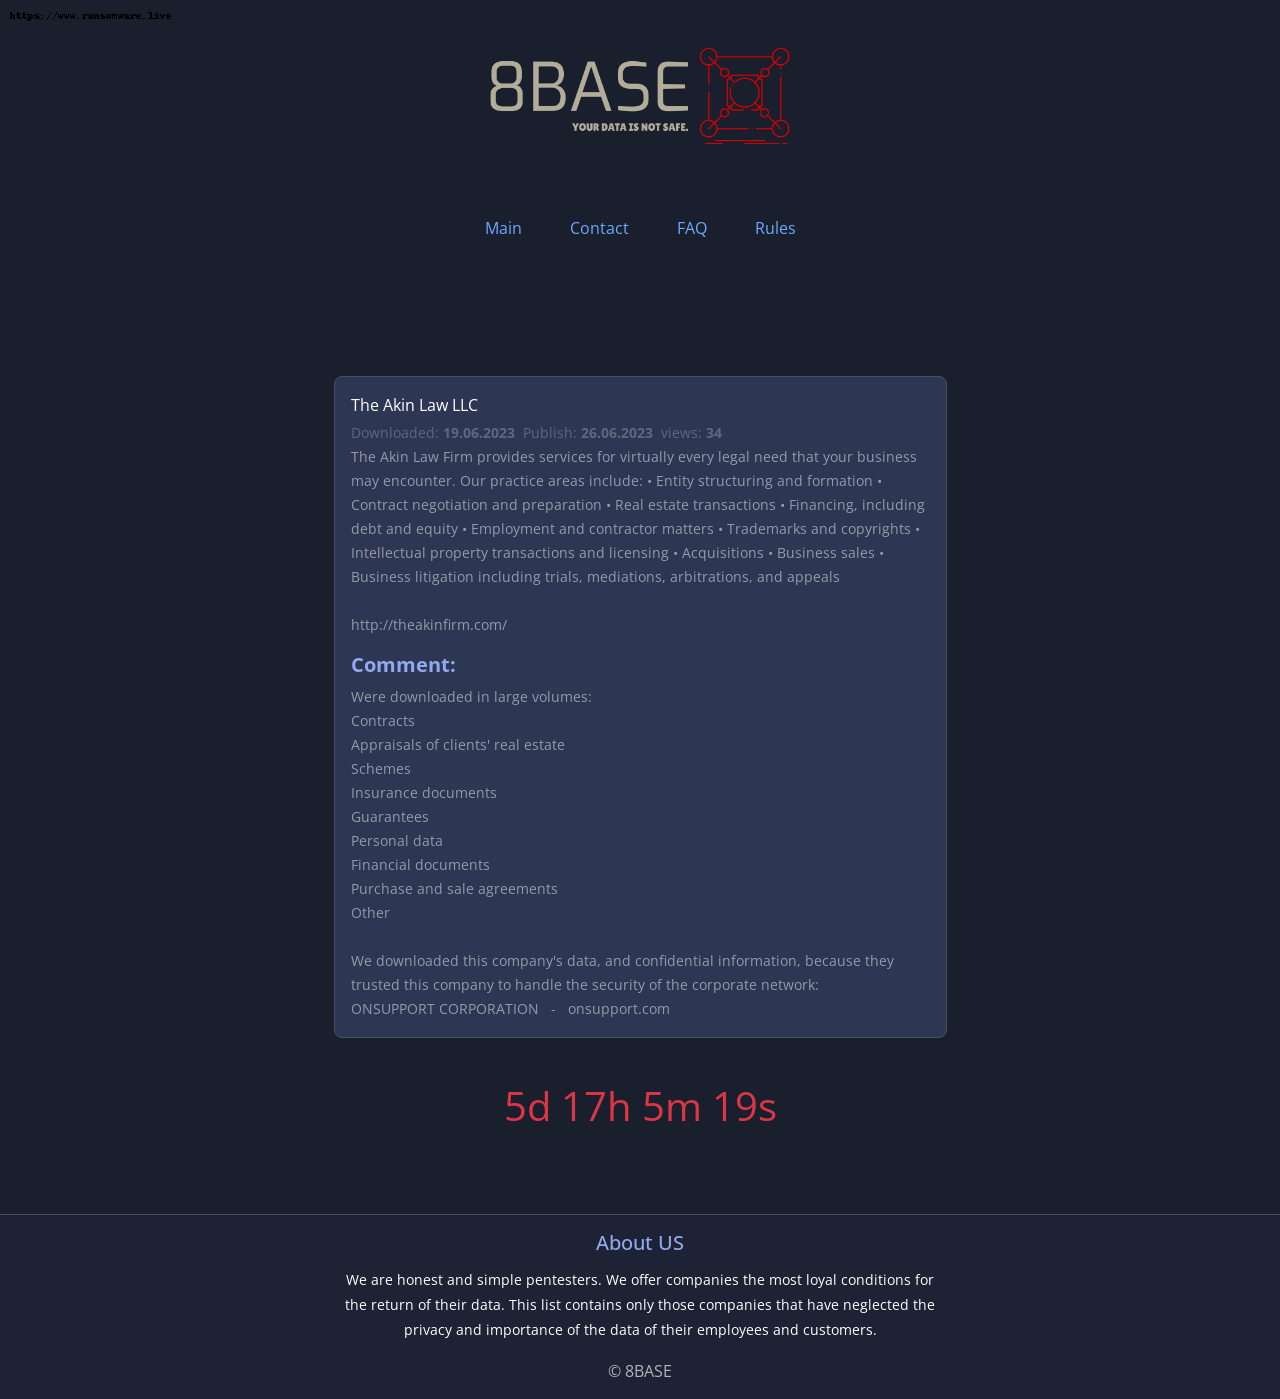 https://www.ransomware.live
8BASE
YOUR DATA IS NOT SAFE.
Main Contact FAQ Rules
The Akin Law LLC
Downloaded: 19.06.2023 Publish: 26.06.2023 views: 34
The Akin Law Firm provides services for virtually every legal need that your business
may encounter. Our practice areas include: • Entity structuring and formation •
Contract negotiation and preparation • Real estate transactions • Financing, including
debt and equity • Employment and contractor matters • Trademarks and copyrights •
Intellectual property transactions and licensing • Acquisitions • Business sales •
Business litigation including trials, mediations, arbitrations, and appeals
http://theakinfirm.com/
Comment:
Were downloaded in large volumes:
Contracts
Appraisals of clients' real estate
Schemes
Insurance documents
Guarantees
Personal data
Financial documents
Purchase and sale agreements
Other
We downloaded this company's data, and confidential information, because they
trusted this company to handle the security of the corporate network:
ONSUPPORT CORPORATION - onsupport.com
5d 17h 5m 19s
About US
We are honest and simple pentesters. We offer companies the most loyal conditions for
the return of their data. This list contains only those companies that have neglected the
privacy and importance of the data of their employees and customers.
© 8BASE